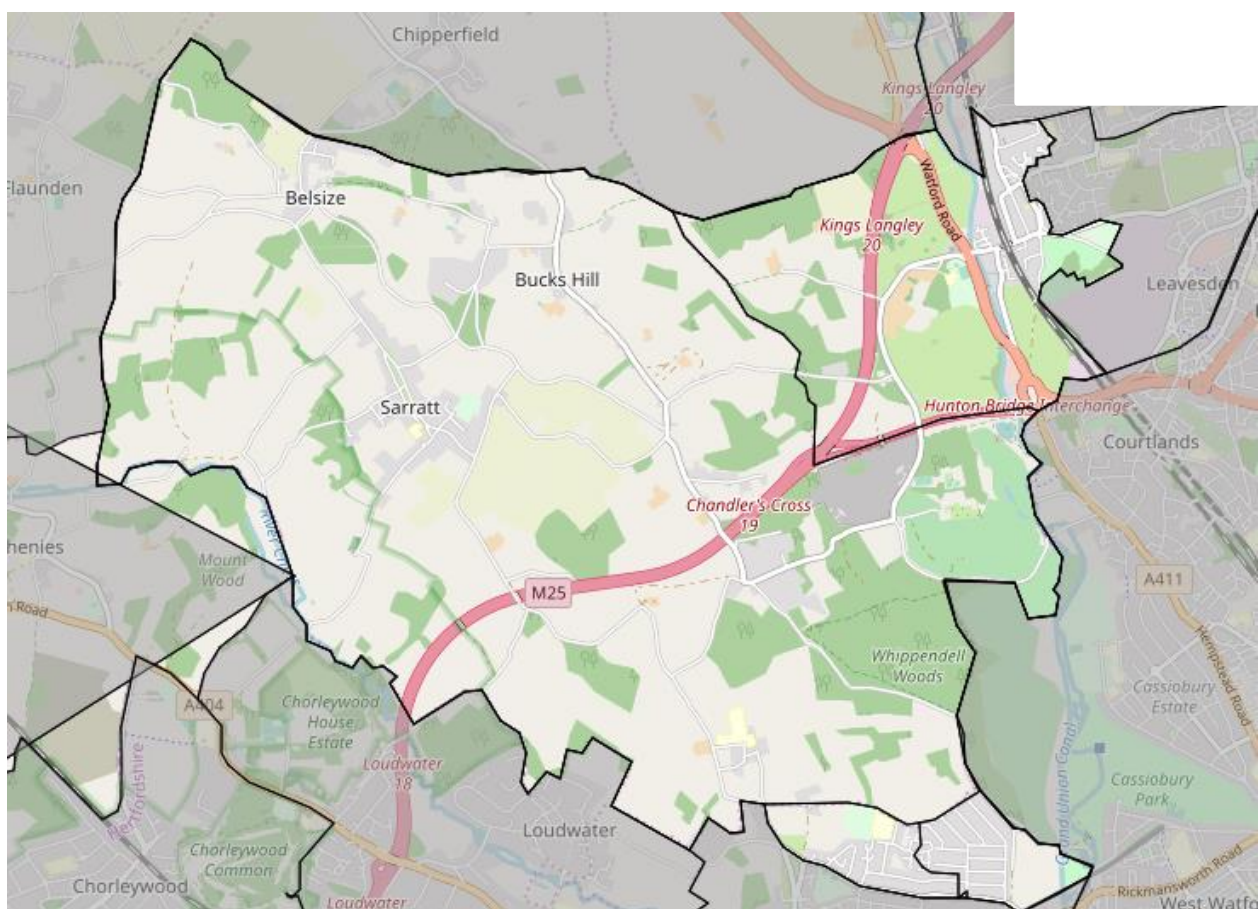 Chipperfield
Kings Langley
20
Flaunden
Belsize
Watford Road
Kings Langley
20
Bucks Hill
Leavesden
Sarratt
Hunton Bridge Interchange
Courtlands
Chandler's Cross
19
henies
Mount
Wood
M25
A411
Road
Whippendell
Woods
Hempstead Road
Cassiobury
Estate
A404
Chorleywood
House
Estate
Hertfordshire
Loudwater
18
Grand Union Canal
Cassiobury
Park
Loudwater
Chorleywood
Common
Chorleywood
Rickmansworth Road
Loudwater
West Watfo